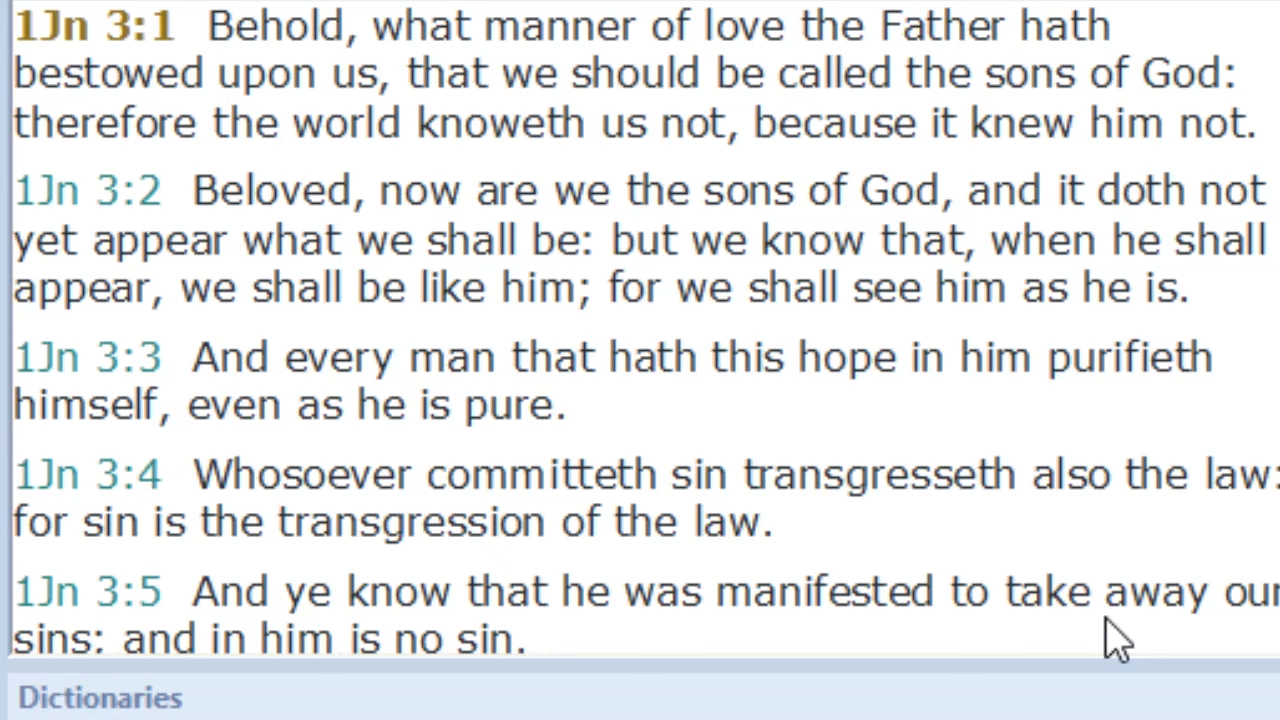 1Jn 3:1 Behold, what manner of love the Father hath
bestowed upon us, that we should be called the sons of God:
therefore the world knoweth us not, because it knew him not.
1Jn 3:2 Beloved, now are we the sons of God, and it doth not
yet appear what we shall be: but we know that, when he shall
appear, we shall be like him; for we shall see him as he is.
1Jn 3:3 And every man that hath this hope in him purifieth
himself, even as he is pure.
1Jn 3:4 Whosoever committeth sin transgresseth also the law:
for sin is the transgression of the law.
1Jn 3:5 And ye know that he was manifested to take away our
sins; and in him is no sin.
Dictionaries